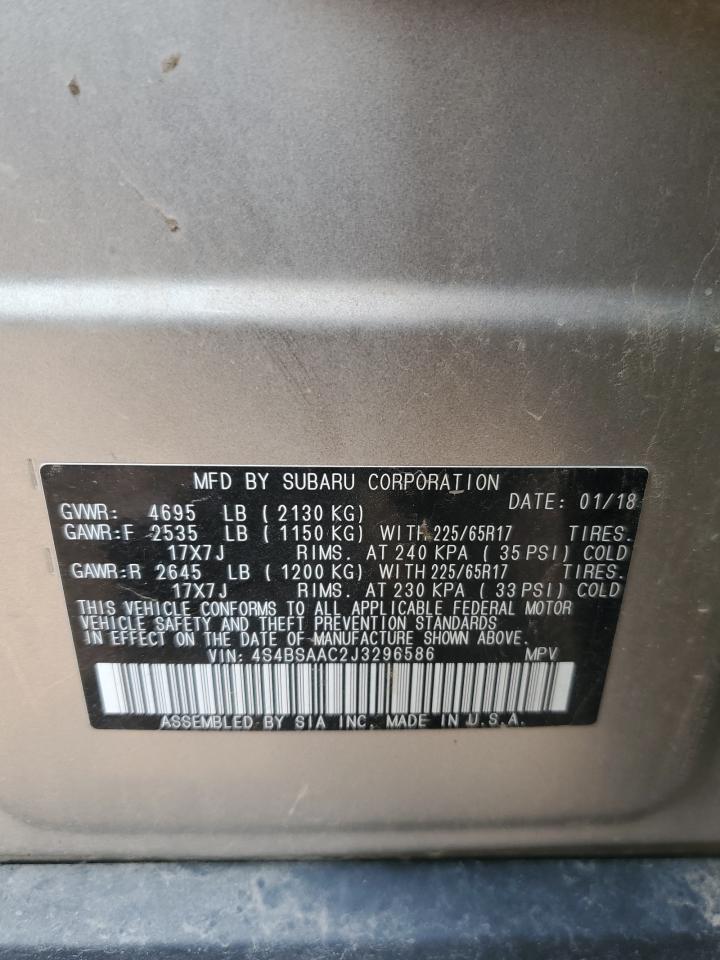 MFD BY SUBARU CORPORATION
DATE: 01/18
GVWR: 4695 LB ( 2130 KG)
GAWR:F 2535 LB ( 1150 KG) WITH 225/65R17 TIRES.
17X7J RIMS. AT 240 KPA ( 35 PSI) COLD
GAWR:R 2645 LB ( 1200 KG) WITH 225/65R17 TIRES.
17X7J RIMS. AT 230 KPA ( 33 PSI) COLD
THIS VEHICLE CONFORMS TO ALL APPLICABLE FEDERAL MOTOR
VEHICLE SAFETY AND THEFT PREVENTION STANDARDS
IN EFFECT ON THE DATE OF MANUFACTURE SHOWN ABOVE.
VIN: 4S4BSAAC2J3296586 MPV
ASSEMBLED BY SIA INC. MADE IN U.S.A.